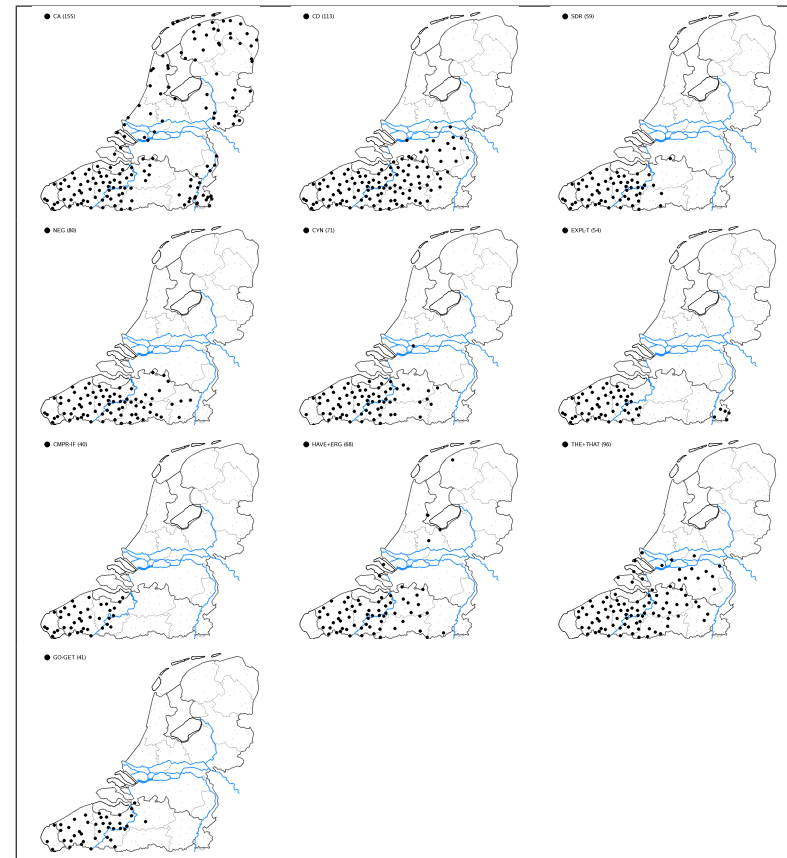 CA (155)
CD (113)
SDR (59)
NEG (80)
CYN (71)
EXPL-T (54)
CMPR-IF (40)
HAVE+ERG (68)
THE+THAT (96)
GO-GET (41)